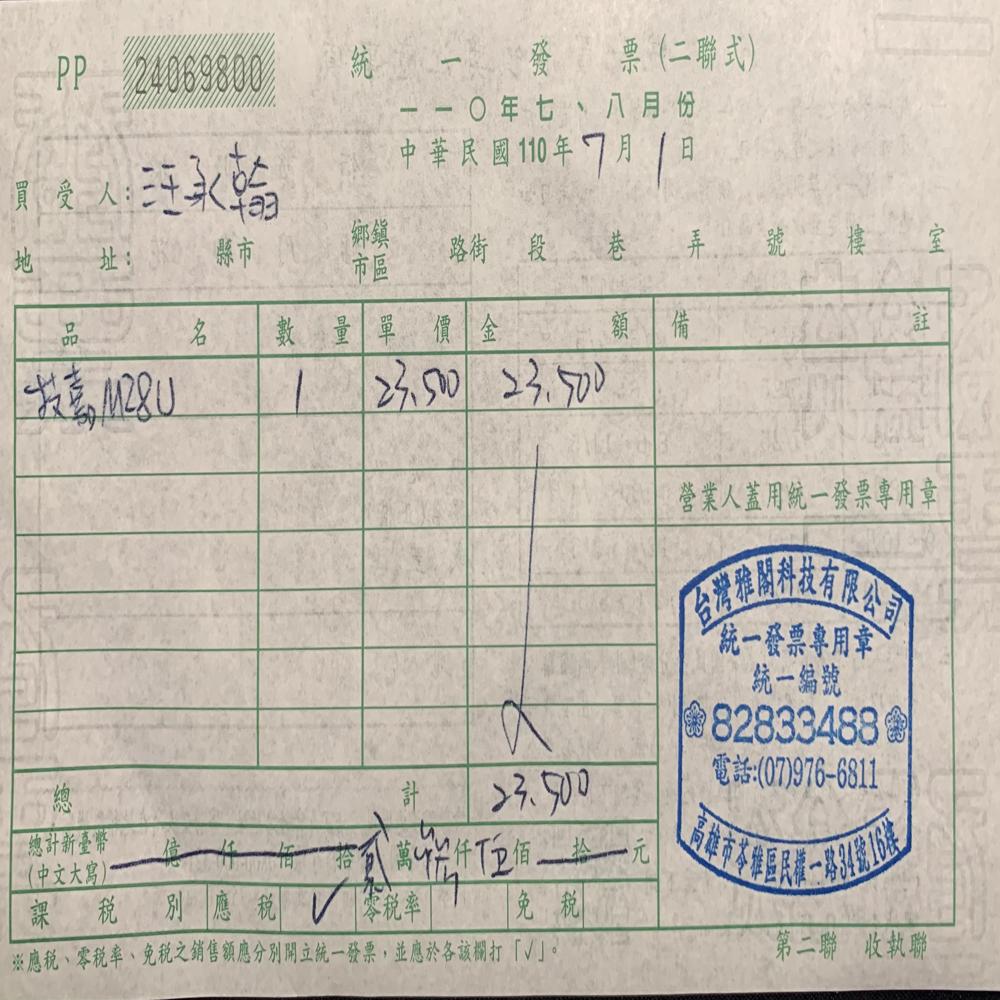 PP 24069800 統一發票(二聯式)
一一〇年七、八月份
中華民國110年7月1日
買受人：汪永翰
地址： 縣市 鄉鎮市區 路街 段 巷 弄 號 樓 室
品名 數量 單價 金額 備註
技嘉M28U 1 23,500 23,500
營業人蓋用統一發票專用章
台灣雅閣科技有限公司
統一發票專用章
統一編號
82833488
電話:(07)976-6811
高雄市苓雅區民權一路34號16樓
總計 23,500
總計新臺幣(中文大寫) 億 仟 佰 拾 貳萬 仟 伍佰 拾 元
課稅別 應稅 ✓ 零稅率 免稅
※應稅、零稅率、免稅之銷售額應分別開立統一發票，並應於各該欄打「√」。
第二聯 收執聯